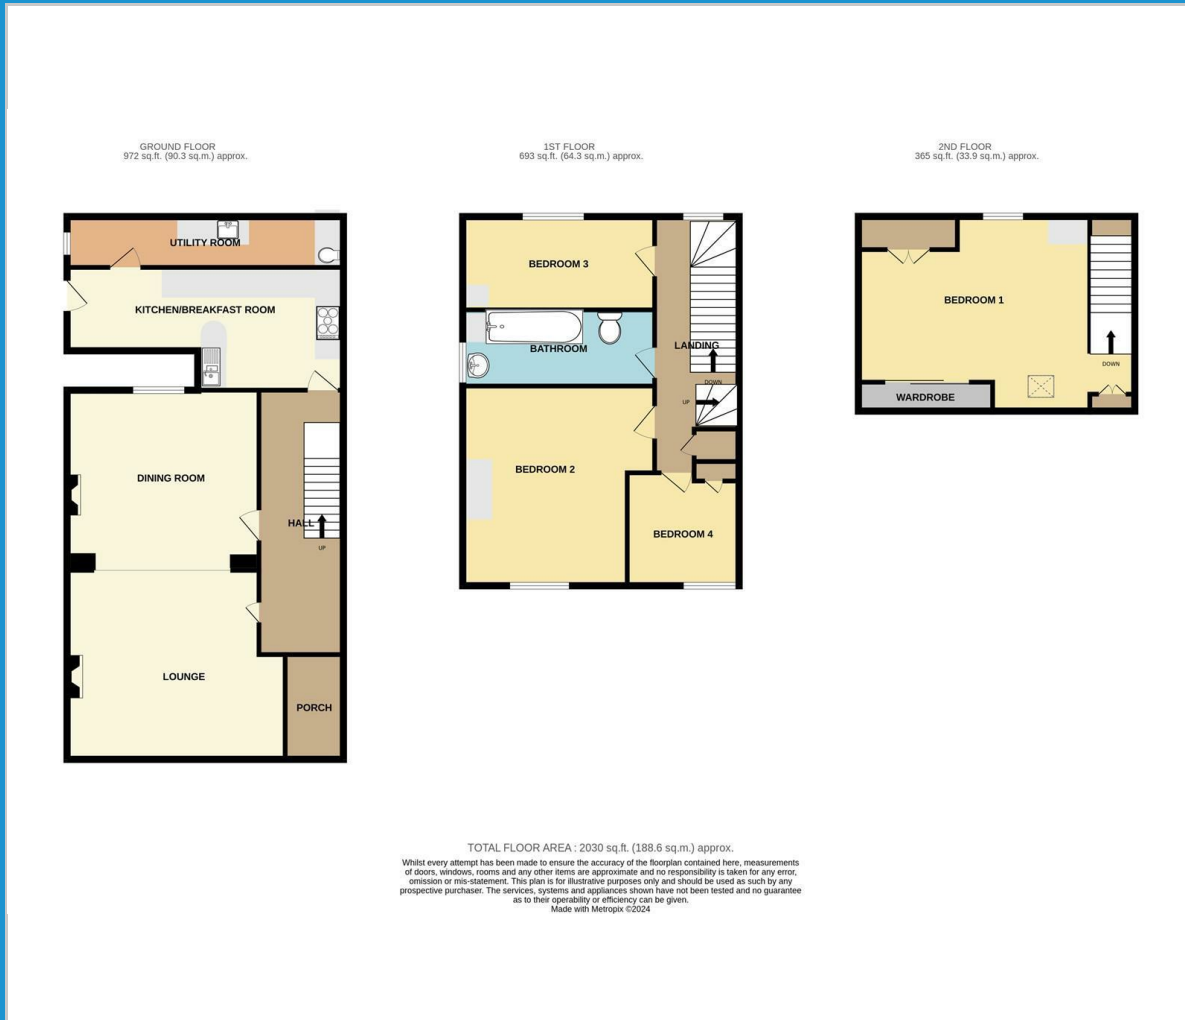 GROUND FLOOR
972 sq.ft. (90.3 sq.m.) approx.
UTILITY ROOM
KITCHEN/BREAKFAST ROOM
DINING ROOM
HALL
UP
LOUNGE
PORCH
1ST FLOOR
693 sq.ft. (64.3 sq.m.) approx.
BEDROOM 3
BATHROOM
LANDING
DOWN
UP
BEDROOM 2
BEDROOM 4
2ND FLOOR
365 sq.ft. (33.9 sq.m.) approx.
BEDROOM 1
DOWN
WARDROBE
TOTAL FLOOR AREA : 2030 sq.ft. (188.6 sq.m.) approx.
Whilst every attempt has been made to ensure the accuracy of the floorplan contained here, measurements
of doors, windows, rooms and any other items are approximate and no responsibility is taken for any error,
omission or mis-statement. This plan is for illustrative purposes only and should be used as such by any
prospective purchaser. The services, systems and appliances shown have not been tested and no guarantee
as to their operability or efficiency can be given.
Made with Metropix ©2024